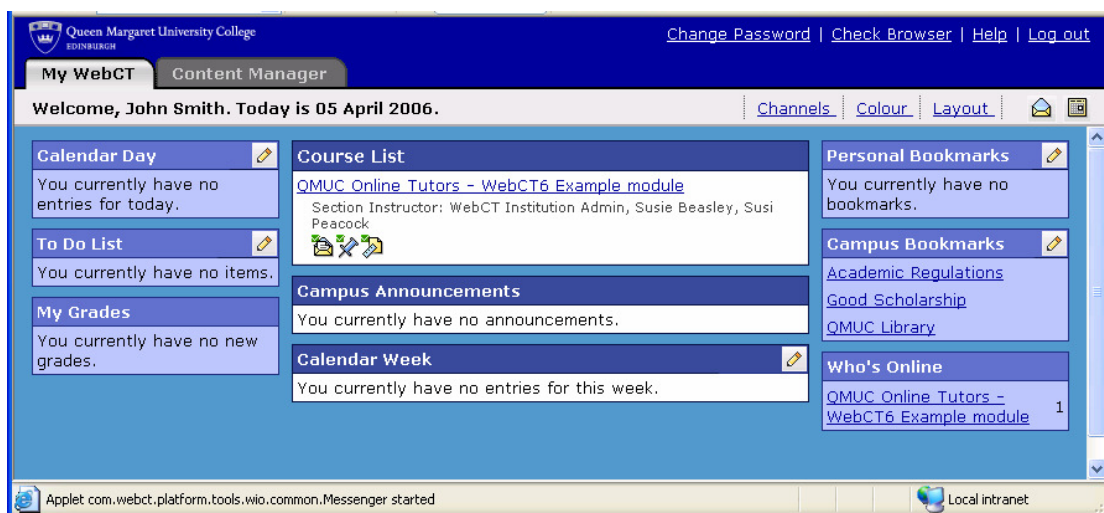 Queen Margaret University College
EDINBURGH
Change Password | Check Browser | Help | Log out
My WebCT
Content Manager
Welcome, John Smith. Today is 05 April 2006.
Channels
Colour
Layout
Calendar Day
You currently have no
entries for today.
To Do List
You currently have no items.
My Grades
You currently have no new
grades.
Course List
QMUC Online Tutors - WebCT6 Example module
Section Instructor: WebCT Institution Admin, Susie Beasley, Susi
Peacock
Campus Announcements
You currently have no announcements.
Calendar Week
You currently have no entries for this week.
Personal Bookmarks
You currently have no
bookmarks.
Campus Bookmarks
Academic Regulations
Good Scholarship
QMUC Library
Who's Online
QMUC Online Tutors -
WebCT6 Example module
1
Applet com.webct.platform.tools.wio.common.Messenger started
Local intranet